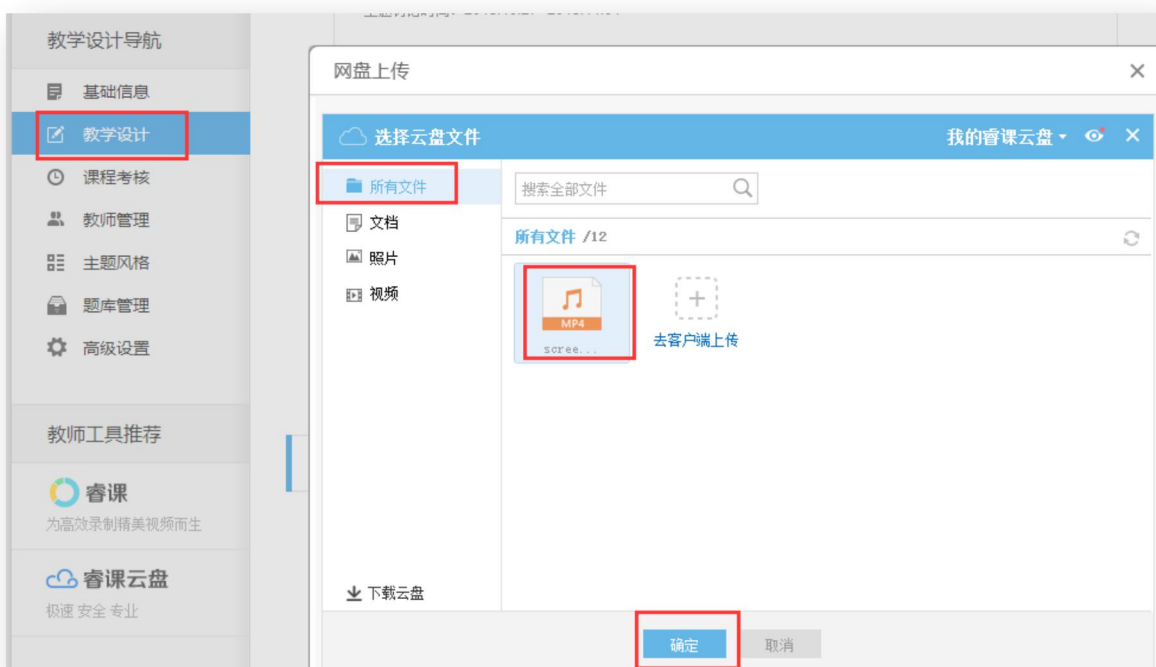 教学设计导航
基础信息
教学设计
课程考核
教师管理
主题风格
题库管理
高级设置
教师工具推荐
睿课
为高效录制精美视频而生
睿课云盘
极速 安全 专业
网盘上传
选择云盘文件
我的睿课云盘
所有文件
文档
照片
视频
下载云盘
搜索全部文件
所有文件 /12
MP4
scree...
去客户端上传
确定
取消